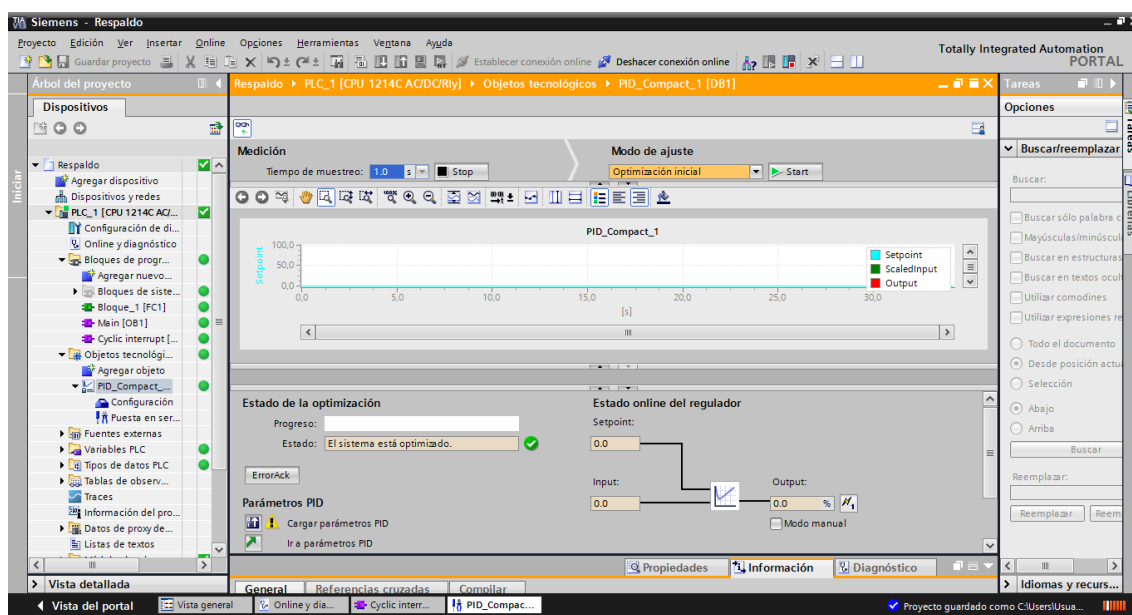 Siemens - Respaldo
Proyecto Edición Ver Insertar Online Opciones Herramientas Ventana Ayuda
Totally Integrated Automation
PORTAL
Guardar proyecto
Establecer conexión online
Deshacer conexión online
Árbol del proyecto
Respaldo PLC_1 [CPU 1214C AC/DC/Rly] Objetos tecnológicos PID_Compact_1 [DB1]
Tareas
Dispositivos
Opciones
Iniciar
Respaldo
Agregar dispositivo
Dispositivos y redes
PLC_1 [CPU 1214C AC/...
Configuración de di...
Online y diagnóstico
Bloques de progr...
Agregar nuevo...
Bloques de siste...
Bloque_1 [FC1]
Main [OB1]
Cyclic interrupt [...
Objetos tecnológi...
Agregar objeto
PID_Compact_...
Configuración
Puesta en ser...
Fuentes externas
Variables PLC
Tipos de datos PLC
Tablas de observ...
Traces
Información del pro...
Datos de proxy de...
Listas de textos
Vista detallada
Medición
Tiempo de muestreo: 1.0 s Stop
Modo de ajuste
Optimización inicial Start
PID_Compact_1
Setpoint
100,0
50,0
0,0
0,0 5,0 10,0 15,0 20,0 25,0 30,0
[s]
Setpoint
ScaledInput
Output
Estado de la optimización
Progreso:
Estado: El sistema está optimizado.
ErrorAck
Parámetros PID
Cargar parámetros PID
Ir a parámetros PID
Estado online del regulador
Setpoint:
0.0
Input:
0.0
Output:
0.0 %
Modo manual
Propiedades Información Diagnóstico
General Referencias cruzadas Compilar
Buscar/reemplazar
Buscar:
Buscar sólo palabra c
Mayúsculas/minúscul
Buscar en estructuras
Buscar en textos ocul
Utilizar comodines
Utilizar expresiones re
Todo el documento
Desde posición actu
Selección
Abajo
Arriba
Buscar
Reemplazar:
Reemplazar Reem
Idiomas y recurs...
Tareas
Librerías
Vista del portal Vista general Online y dia... Cyclic interr... PID_Compac...
Proyecto guardado como C:\Users\Usua...